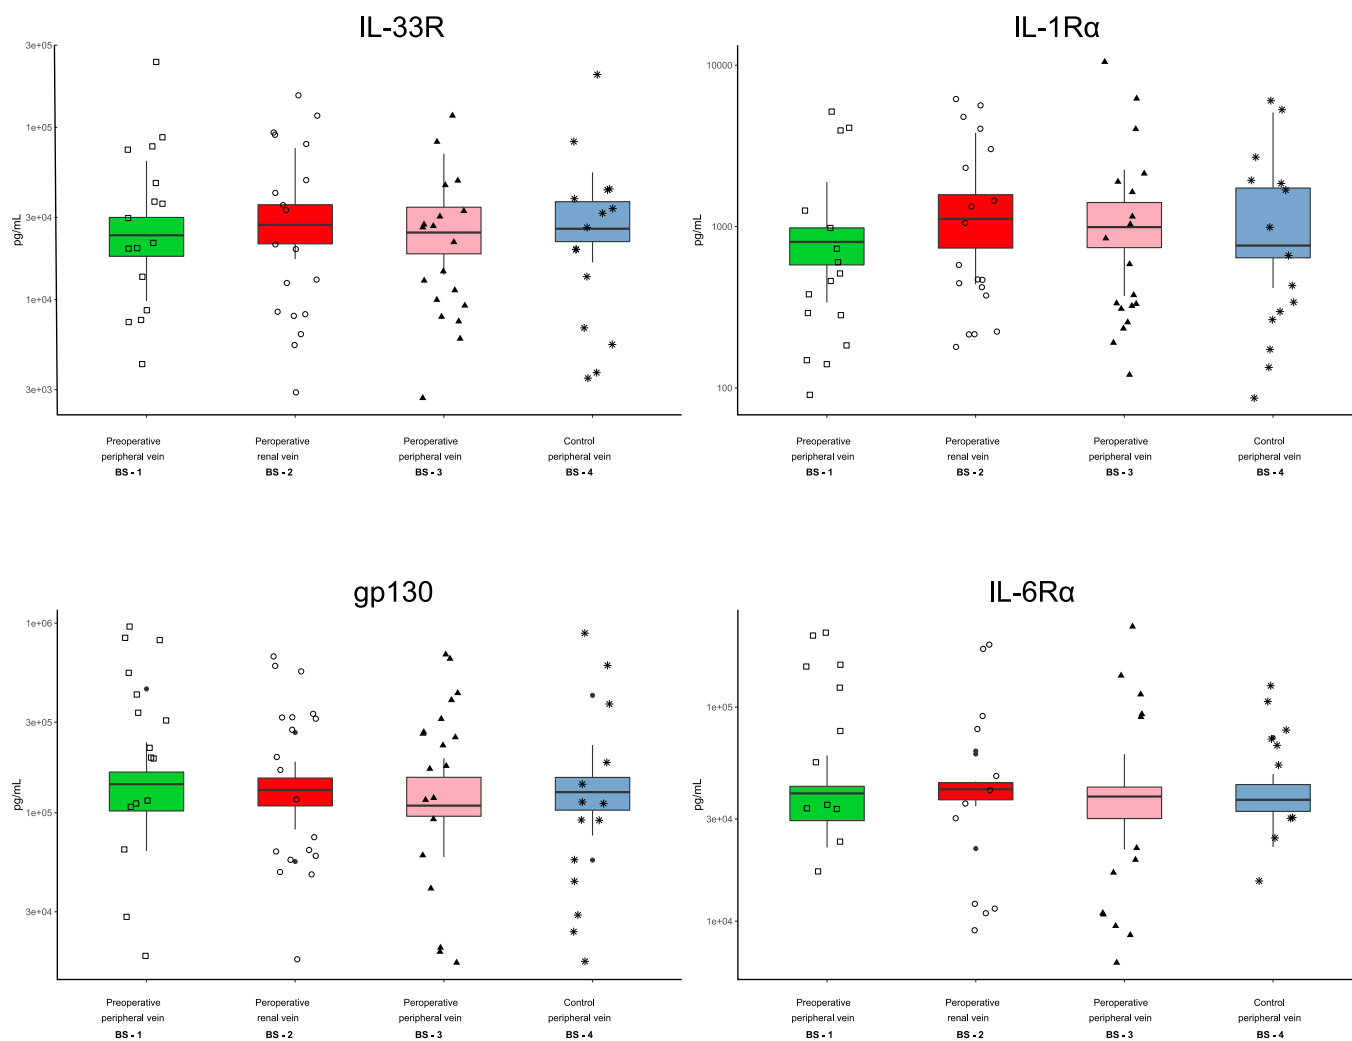 IL-33R
3e+05
1e+05
3e+04
1e+04
3e+03
pg/mL
Preoperative
peripheral vein
BS - 1
Peroperative
renal vein
BS - 2
Peroperative
peripheral vein
BS - 3
Control
peripheral vein
BS - 4
IL-1Rα
10000
1000
100
pg/mL
Preoperative
peripheral vein
BS - 1
Peroperative
renal vein
BS - 2
Peroperative
peripheral vein
BS - 3
Control
peripheral vein
BS - 4
gp130
1e+06
3e+05
1e+05
3e+04
pg/mL
Preoperative
peripheral vein
BS - 1
Peroperative
renal vein
BS - 2
Peroperative
peripheral vein
BS - 3
Control
peripheral vein
BS - 4
IL-6Rα
1e+05
3e+04
1e+04
pg/mL
Preoperative
peripheral vein
BS - 1
Peroperative
renal vein
BS - 2
Peroperative
peripheral vein
BS - 3
Control
peripheral vein
BS - 4